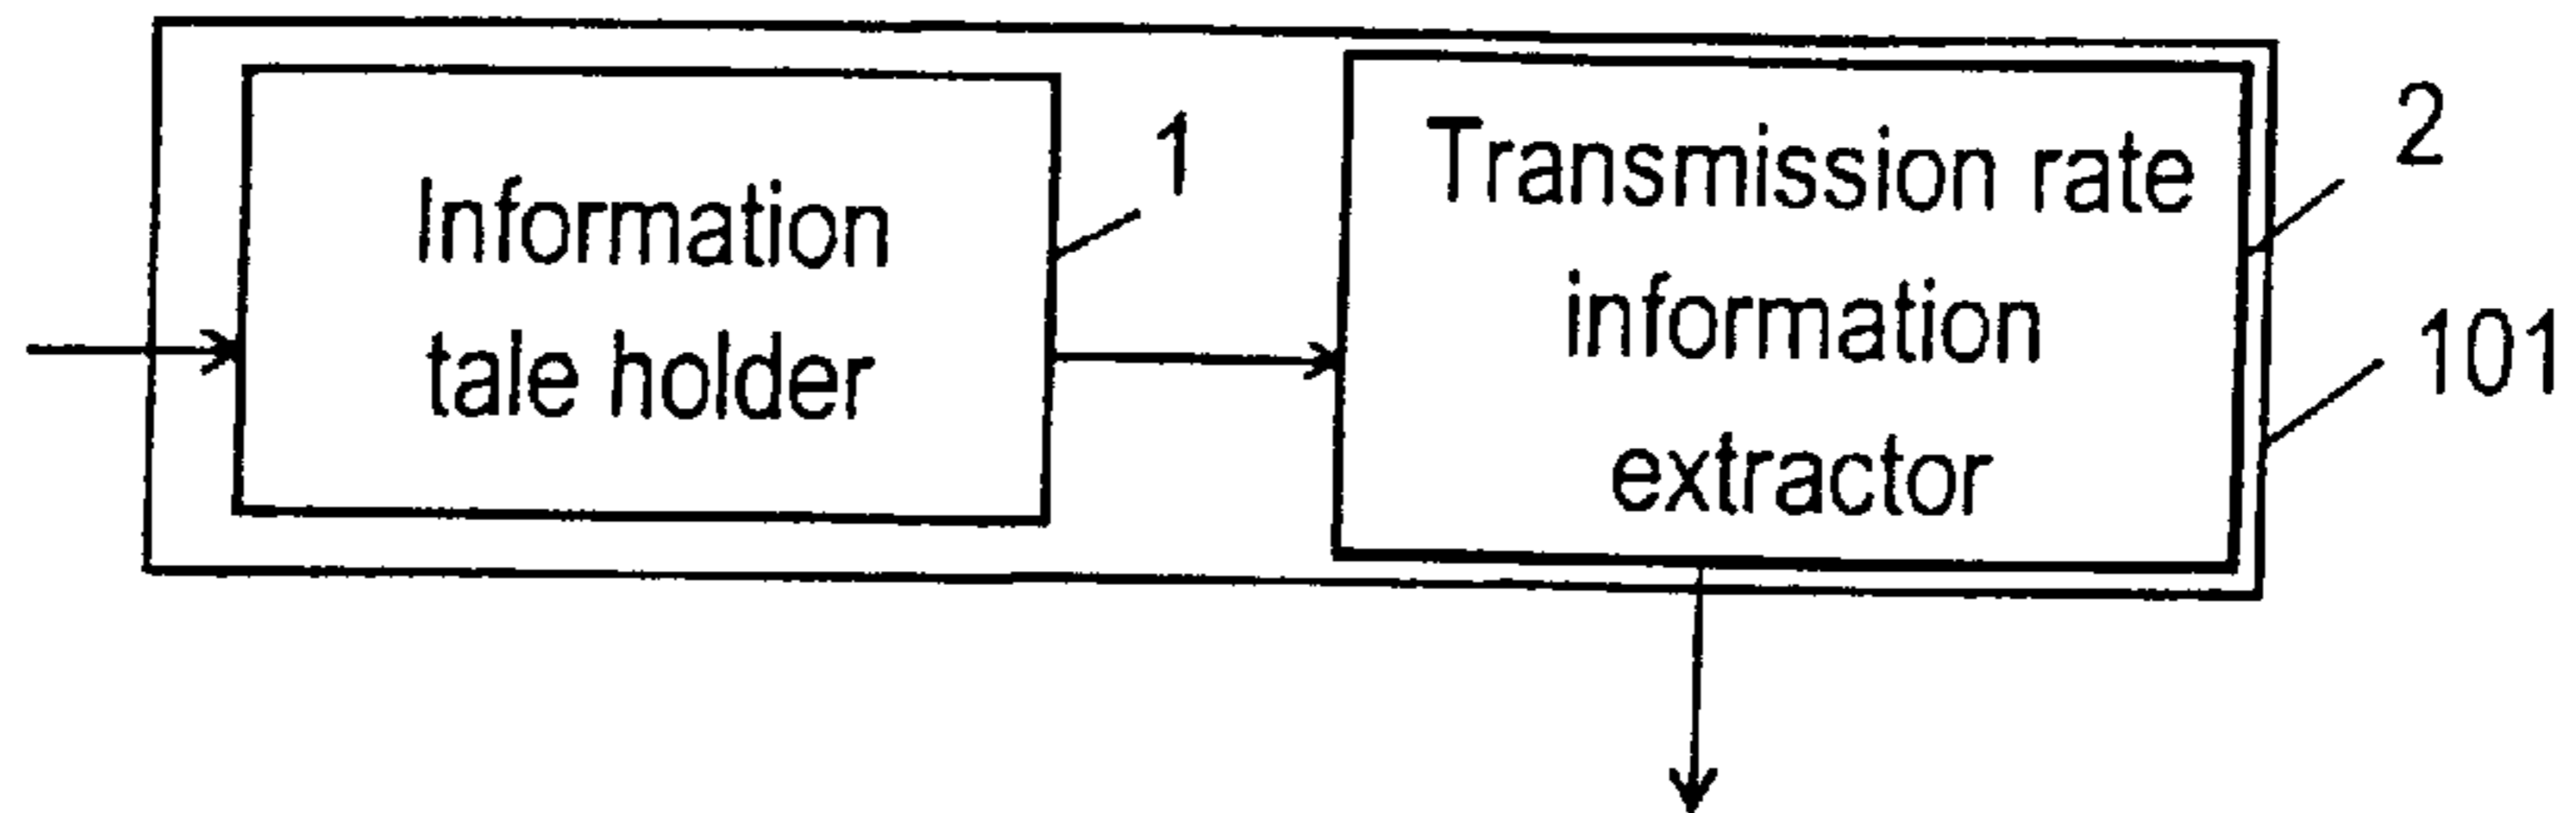 Information
tale holder
1
Transmission rate
information
extractor
2
101